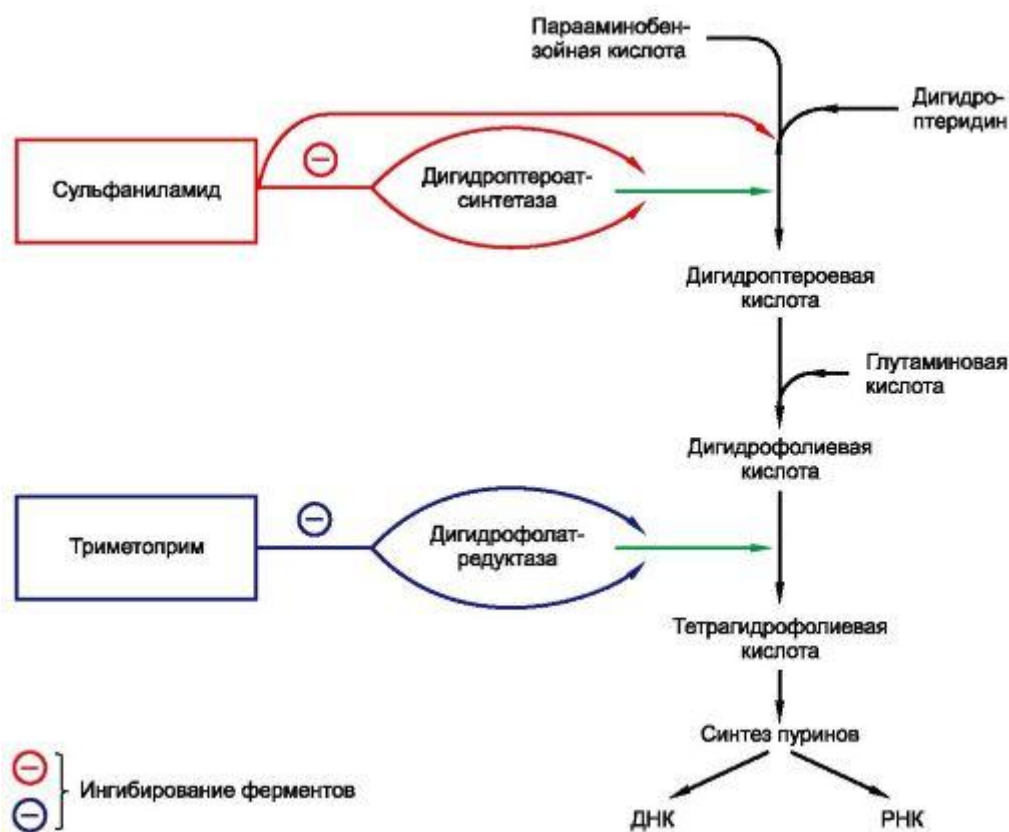 Парааминобен-
зойная кислота
Дигидро-
птеридин
Сульфаниламид
Дигидроптероат-
синтетаза
Дигидроптероевая
кислота
Глутаминовая
кислота
Дигидрофолиевая
кислота
Триметоприм
Дигидрофолат-
редуктаза
Тетрагидрофолиевая
кислота
Синтез пуринов
Ингибирование ферментов
ДНК
РНК